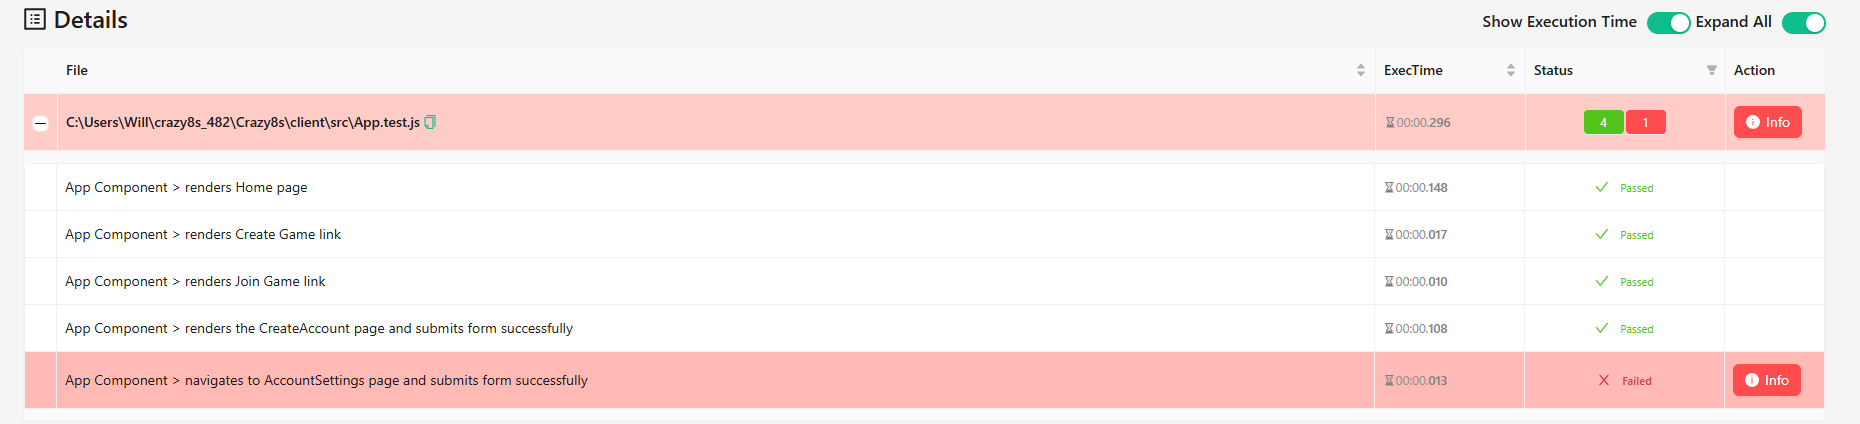 Details
Show Execution Time Expand All
File ExecTime Status Action
C:\Users\Will\crazy8s_482\Crazy8s\client\src\App.test.js 00:00.296 4 1 Info
App Component > renders Home page 00:00.148 Passed
App Component > renders Create Game link 00:00.017 Passed
App Component > renders Join Game link 00:00.010 Passed
App Component > renders the CreateAccount page and submits form successfully 00:00.108 Passed
App Component > navigates to AccountSettings page and submits form successfully 00:00.013 Failed Info